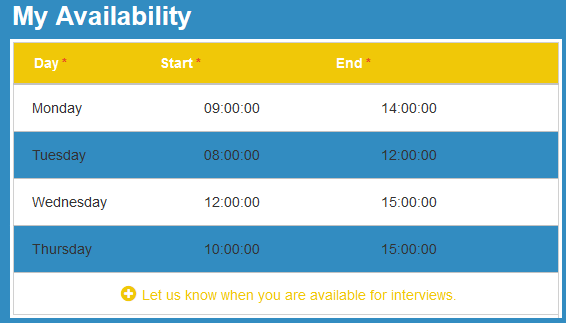 My Availability
Day * Start * End *
Monday 09:00:00 14:00:00
Tuesday 08:00:00 12:00:00
Wednesday 12:00:00 15:00:00
Thursday 10:00:00 15:00:00
Let us know when you are available for interviews.